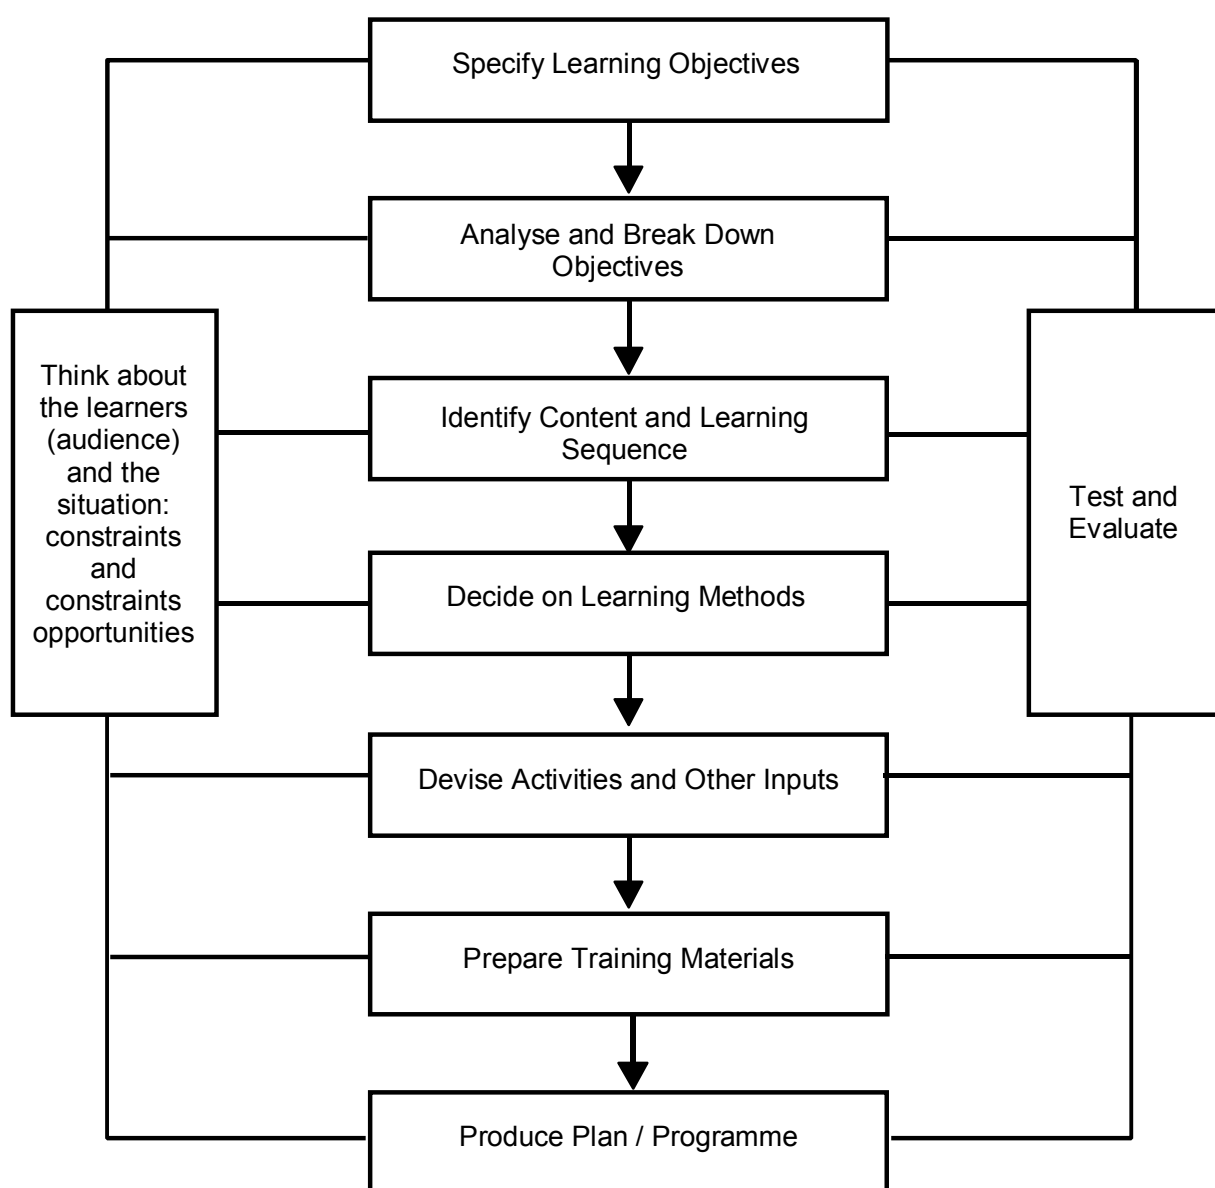 Specify Learning Objectives
Analyse and Break Down
Objectives
Think about
the learners
(audience)
and the
situation:
constraints
and
constraints
opportunities
Identify Content and Learning
Sequence
Test and
Evaluate
Decide on Learning Methods
Devise Activities and Other Inputs
Prepare Training Materials
Produce Plan / Programme